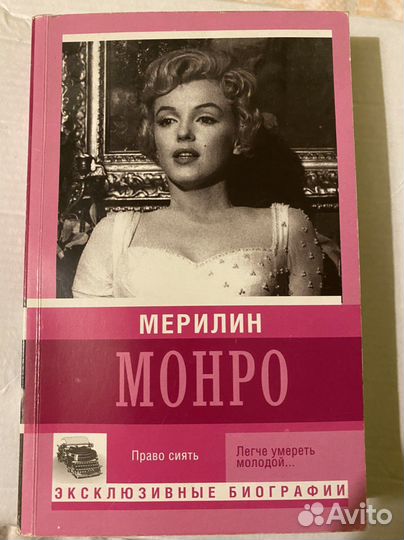 МЕРИЛИН
МОНРО
Право сиять
Легче умереть
молодой...
ЭКСКЛЮЗИВНЫЕ БИОГРАФИИ
Avito